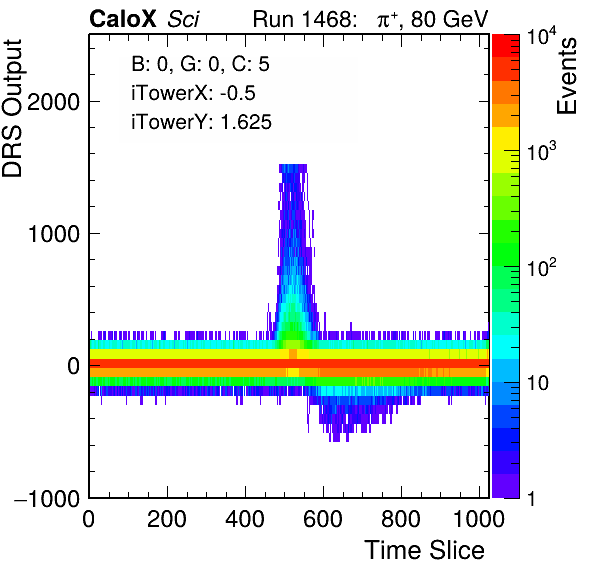 CaloX Sci Run 1468: π⁺, 80 GeV
B: 0, G: 0, C: 5
iTowerX: -0.5
iTowerY: 1.625
DRS Output
2000
1000
0
−1000
0 200 400 600 800 1000
Time Slice
Events
10⁴
10³
10²
10
1